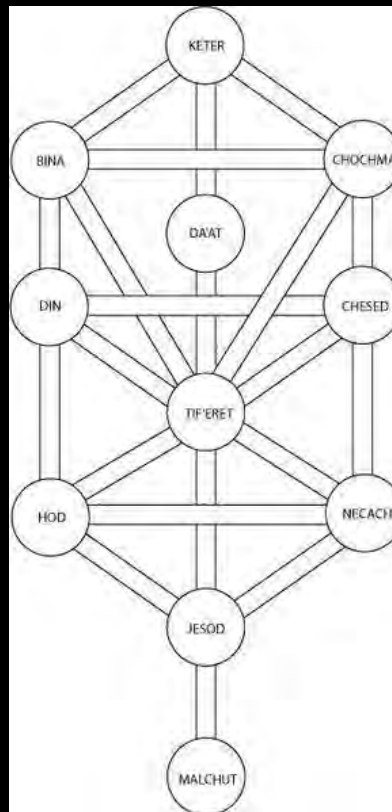 KETER
BINA
CHOCHMA
DA'AT
DIN
CHESED
TIF'ERET
HOD
NECACH
JESOD
MALCHUT